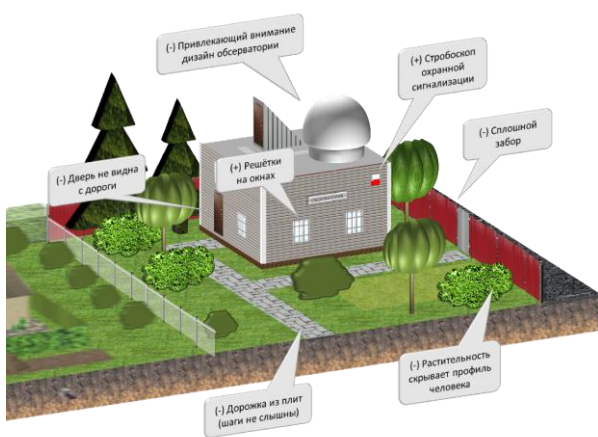 (-) Привлекающий внимание
дизайн обсерватории
(+) Стробоскоп
охранной
сигнализации
(-) Сплошной
забор
(-) Дверь не видна
с дороги
(+) Решётки
на окнах
(-) Растительность
скрывает профиль
человека
(-) Дорожка из плит
(шаги не слышны)